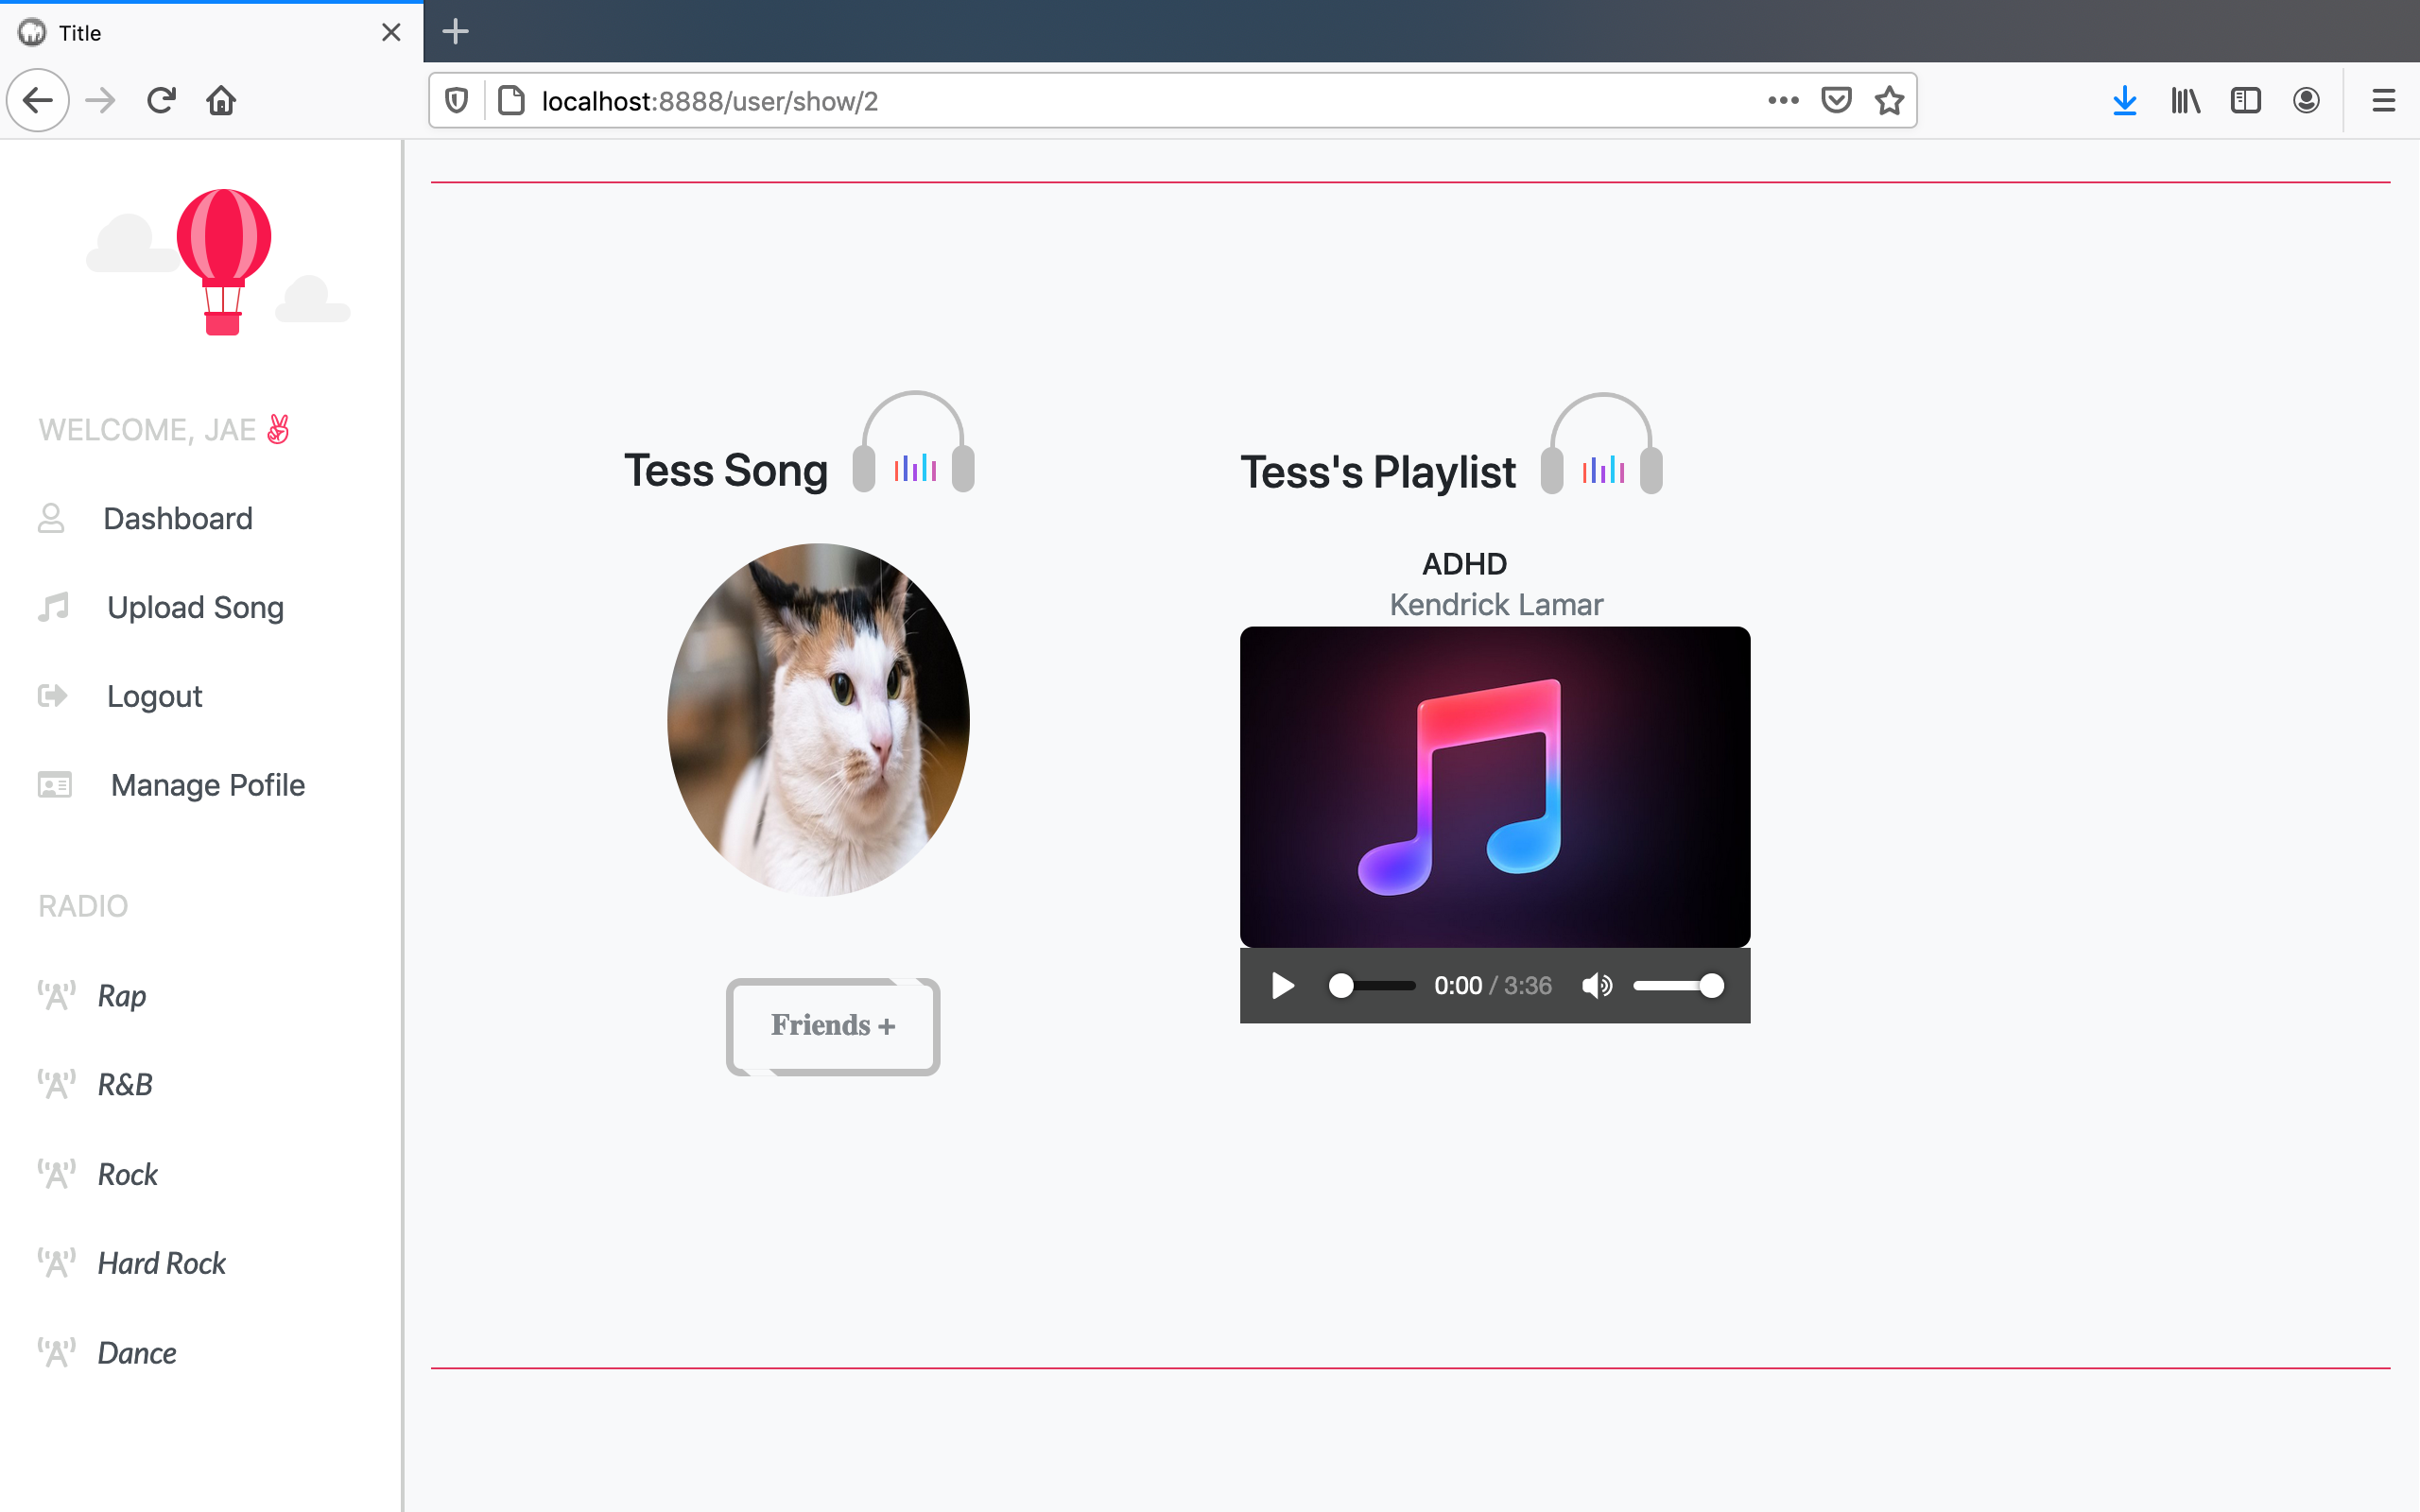 Title
localhost:8888/user/show/2
WELCOME, JAE
Dashboard
Upload Song
Logout
Manage Pofile
RADIO
Rap
R&B
Rock
Hard Rock
Dance
Tess Song
Friends +
Tess's Playlist
ADHD
Kendrick Lamar
0:00 / 3:36